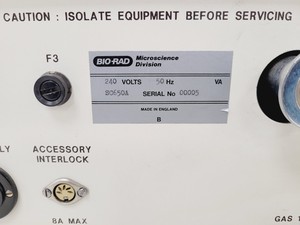 CAUTION : ISOLATE EQUIPMENT BEFORE SERVICING
F3
BIO-RAD Microscience
Division
240 VOLTS 50 Hz VA
SERIAL No 00005
MADE IN ENGLAND
B
LY ACCESSORY
INTERLOCK
8A MAX
GAS